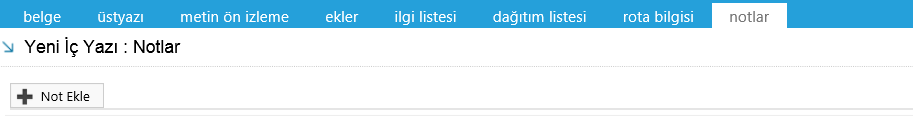 belge üstyazı metin ön izleme ekler ilgi listesi dağıtım listesi rota bilgisi notlar
Yeni İç Yazı : Notlar
Not Ekle